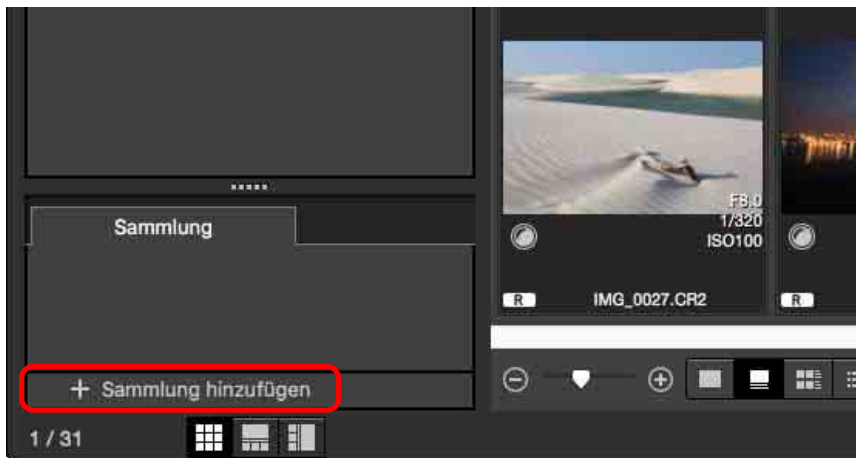 Sammlung
+ Sammlung hinzufügen
1 / 31
F8.0
1/320
ISO100
R IMG_0027.CR2
R